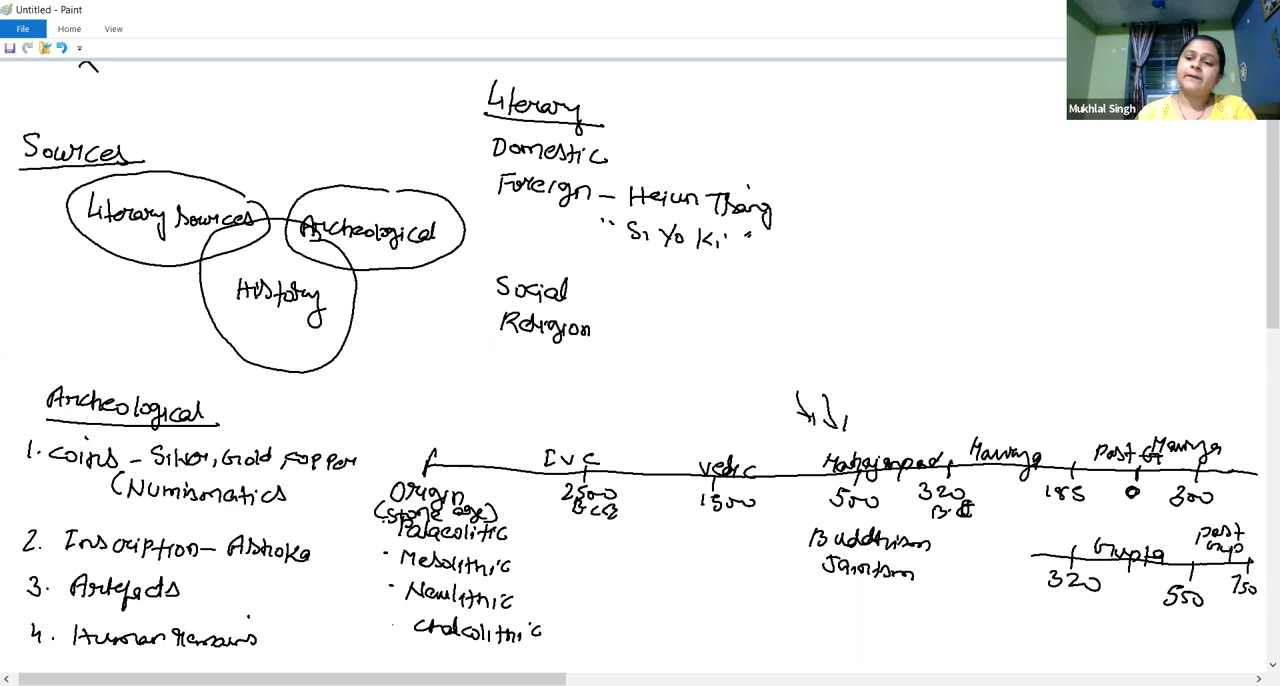 Untitled - Paint
File Home View
Mukhlal Singh
Sources
Literary Sources
Archeological
History
Literary
Domestic
Foreign - Heiun Tsang
" Si Yo Ki "
Social
Religion
Archeological
1. Coins - Silver, Gold, Copper
(Numismatics
2. Inscription - Ashoka
3. Artefacts
4. Human Remains
IVC Vedic Mahajanpad Maurya Post Maurya
Origin 2500 1500 500 320 185 0 300
(Stone age) BCE
Palaeolitic
Mesolithic
Neolithic
Chalcolithic
Buddhism
Jainism
Gupta Post Gup
320 550 750